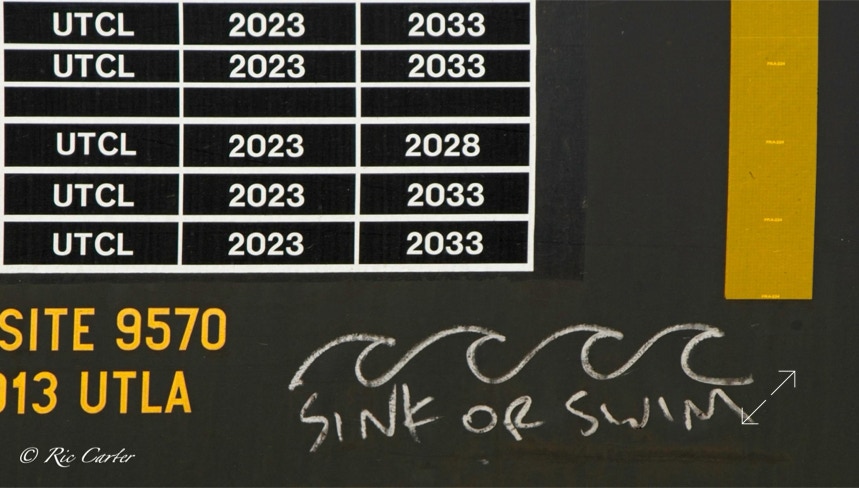 UTCL 2023 2033
UTCL 2023 2033
UTCL 2023 2028
UTCL 2023 2033
UTCL 2023 2033
SITE 9570
013 UTLA
SINK OR SWIM
© Ric Carter